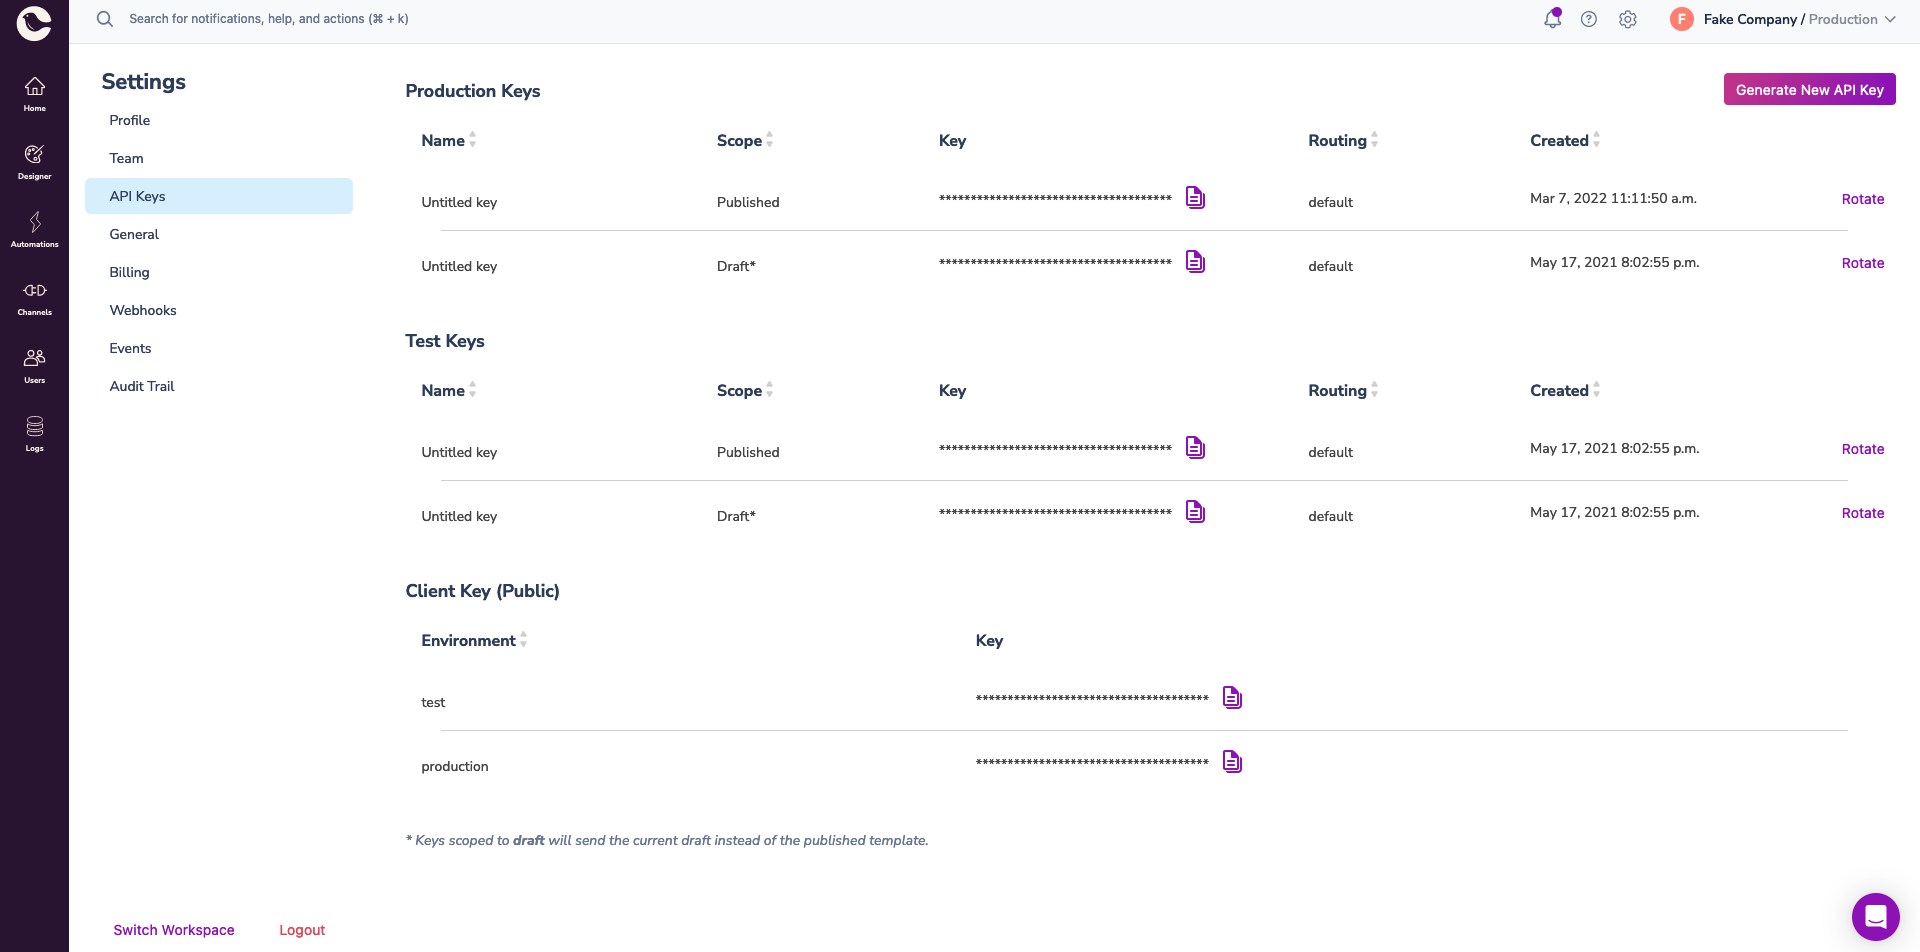 Search for notifications, help, and actions (⌘ + k)
F Fake Company / Production
Home
Designer
Automations
Channels
Users
Logs
Settings
Profile
Team
API Keys
General
Billing
Webhooks
Events
Audit Trail
Switch Workspace Logout
Production Keys
Generate New API Key
Name Scope Key Routing Created
Untitled key Published ************************************* default Mar 7, 2022 11:11:50 a.m. Rotate
Untitled key Draft* ************************************* default May 17, 2021 8:02:55 p.m. Rotate
Test Keys
Name Scope Key Routing Created
Untitled key Published ************************************* default May 17, 2021 8:02:55 p.m. Rotate
Untitled key Draft* ************************************* default May 17, 2021 8:02:55 p.m. Rotate
Client Key (Public)
Environment Key
test *************************************
production *************************************
* Keys scoped to draft will send the current draft instead of the published template.